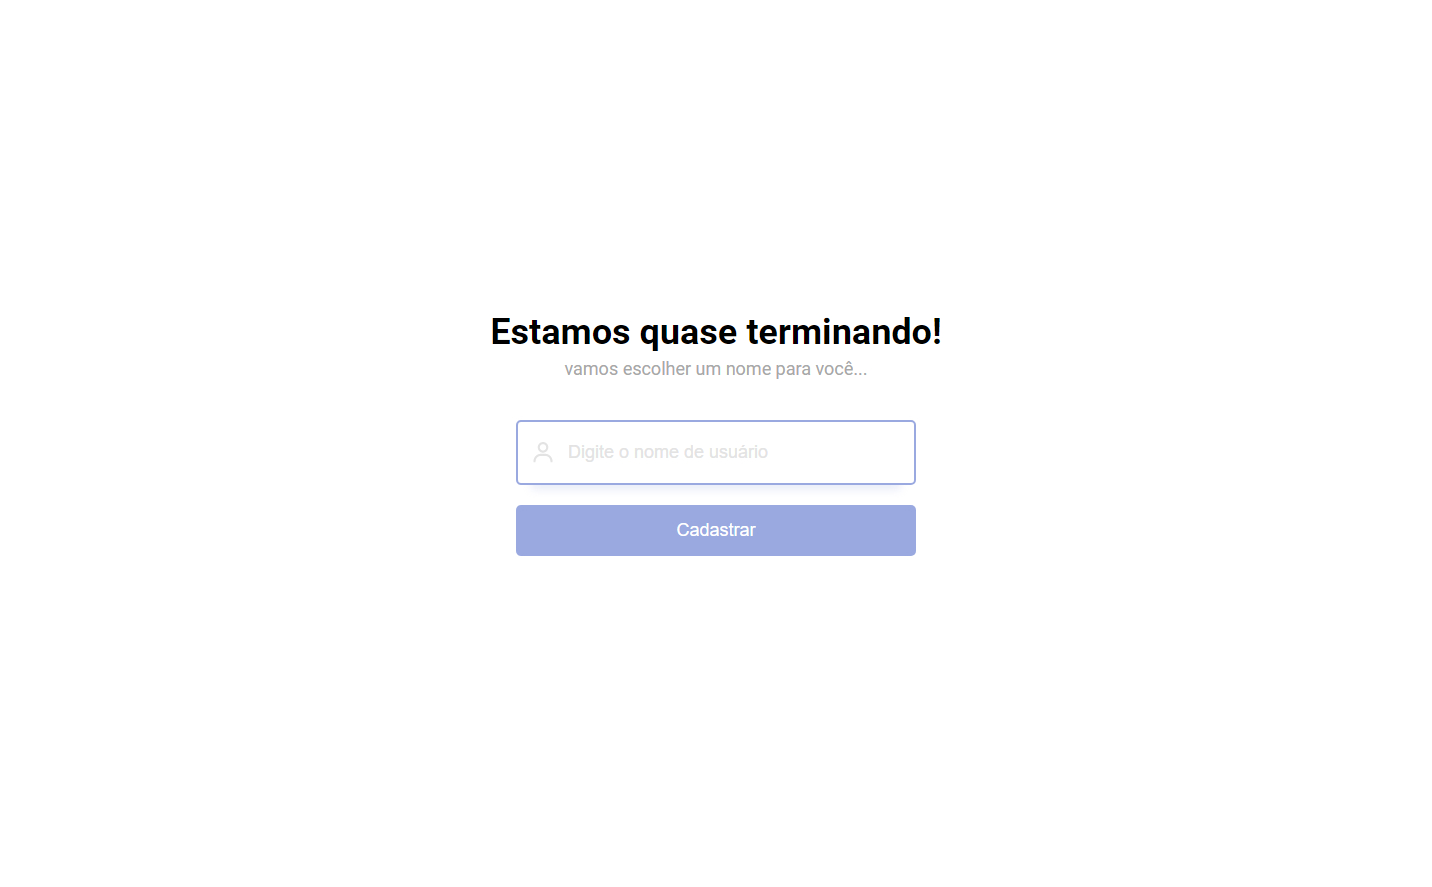 Estamos quase terminando!
vamos escolher um nome para você...
Digite o nome de usuário
Cadastrar